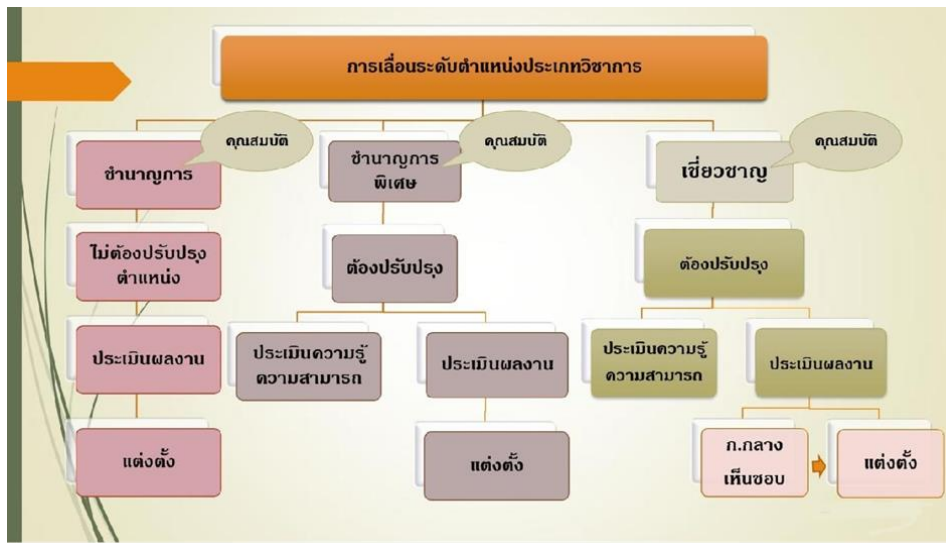 การเลื่อนระดับตำแหน่งประเภทวิชาการ
คุณสมบัติ
ชำนาญการ
คุณสมบัติ
ชำนาญการ
พิเศษ
คุณสมบัติ
เชี่ยวชาญ
ไม่ต้องปรับปรุง
ตำแหน่ง
ต้องปรับปรุง
ต้องปรับปรุง
ประเมินผลงาน
ประเมินความรู้
ความสามารถ
ประเมินผลงาน
ประเมินความรู้
ความสามารถ
ประเมินผลงาน
แต่งตั้ง
แต่งตั้ง
ก.กลาง
เห็นชอบ
แต่งตั้ง